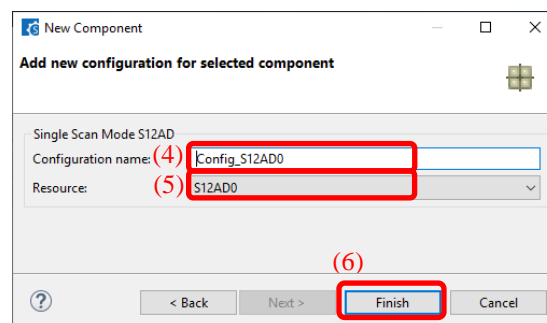 New Component
Add new configuration for selected component
Single Scan Mode S12AD
Configuration name: (4) Config_S12AD0
Resource: (5) S12AD0
(6)
? < Back Next > Finish Cancel